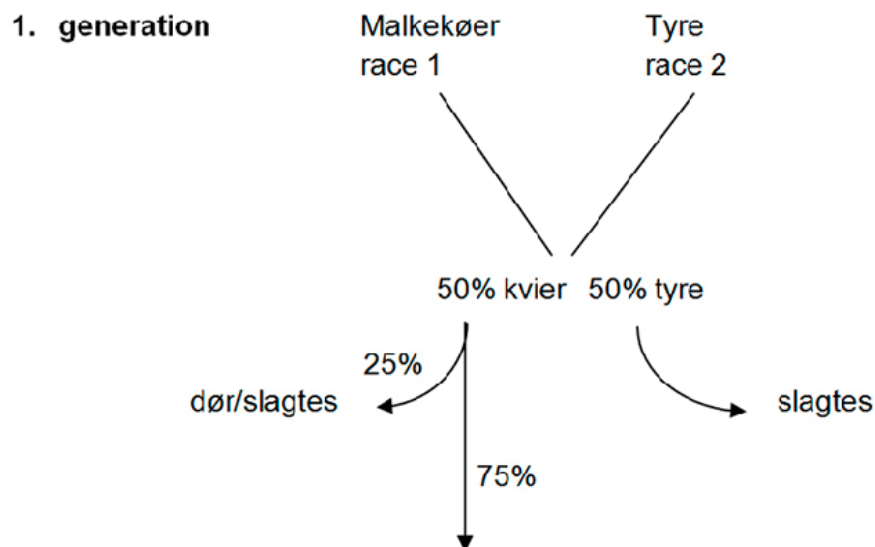 1. generation Malkekøer Tyre
race 1 race 2
50% kvier 50% tyre
25%
dør/slagtes slagtes
75%